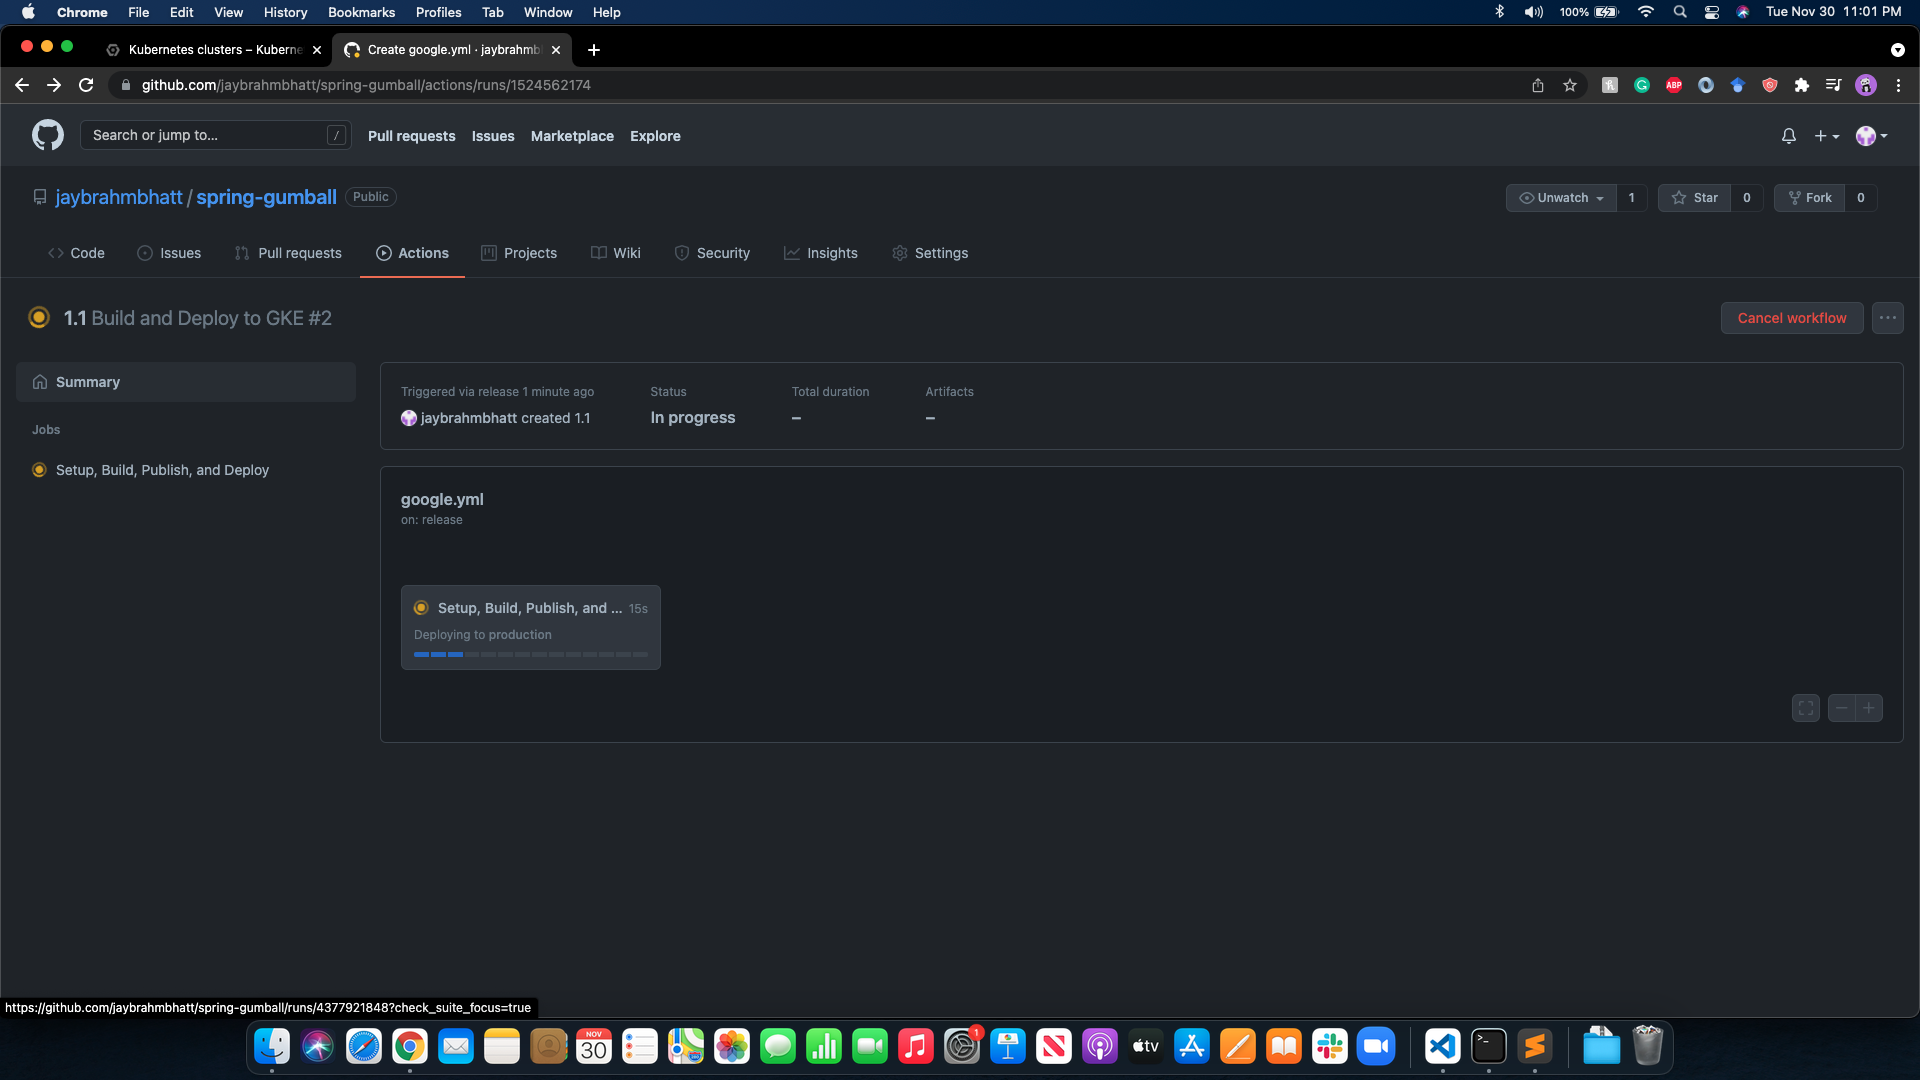 Chrome File Edit View History Bookmarks Profiles Tab Window Help 100% Tue Nov 30 11:01 PM
Kubernetes clusters – Kuberne
Create google.yml · jaybrahmb
github.com/jaybrahmbhatt/spring-gumball/actions/runs/1524562174
ABP
Search or jump to... / Pull requests Issues Marketplace Explore
jaybrahmbhatt / spring-gumball Public
Unwatch 1 Star 0 Fork 0
Code Issues Pull requests Actions Projects Wiki Security Insights Settings
1.1 Build and Deploy to GKE #2
Cancel workflow
Summary
Jobs
Setup, Build, Publish, and Deploy
Triggered via release 1 minute ago
jaybrahmbhatt created 1.1
Status
In progress
Total duration
–
Artifacts
–
google.yml
on: release
Setup, Build, Publish, and ... 15s
Deploying to production
https://github.com/jaybrahmbhatt/spring-gumball/runs/4377921848?check_suite_focus=true
NOV
30
1
tv